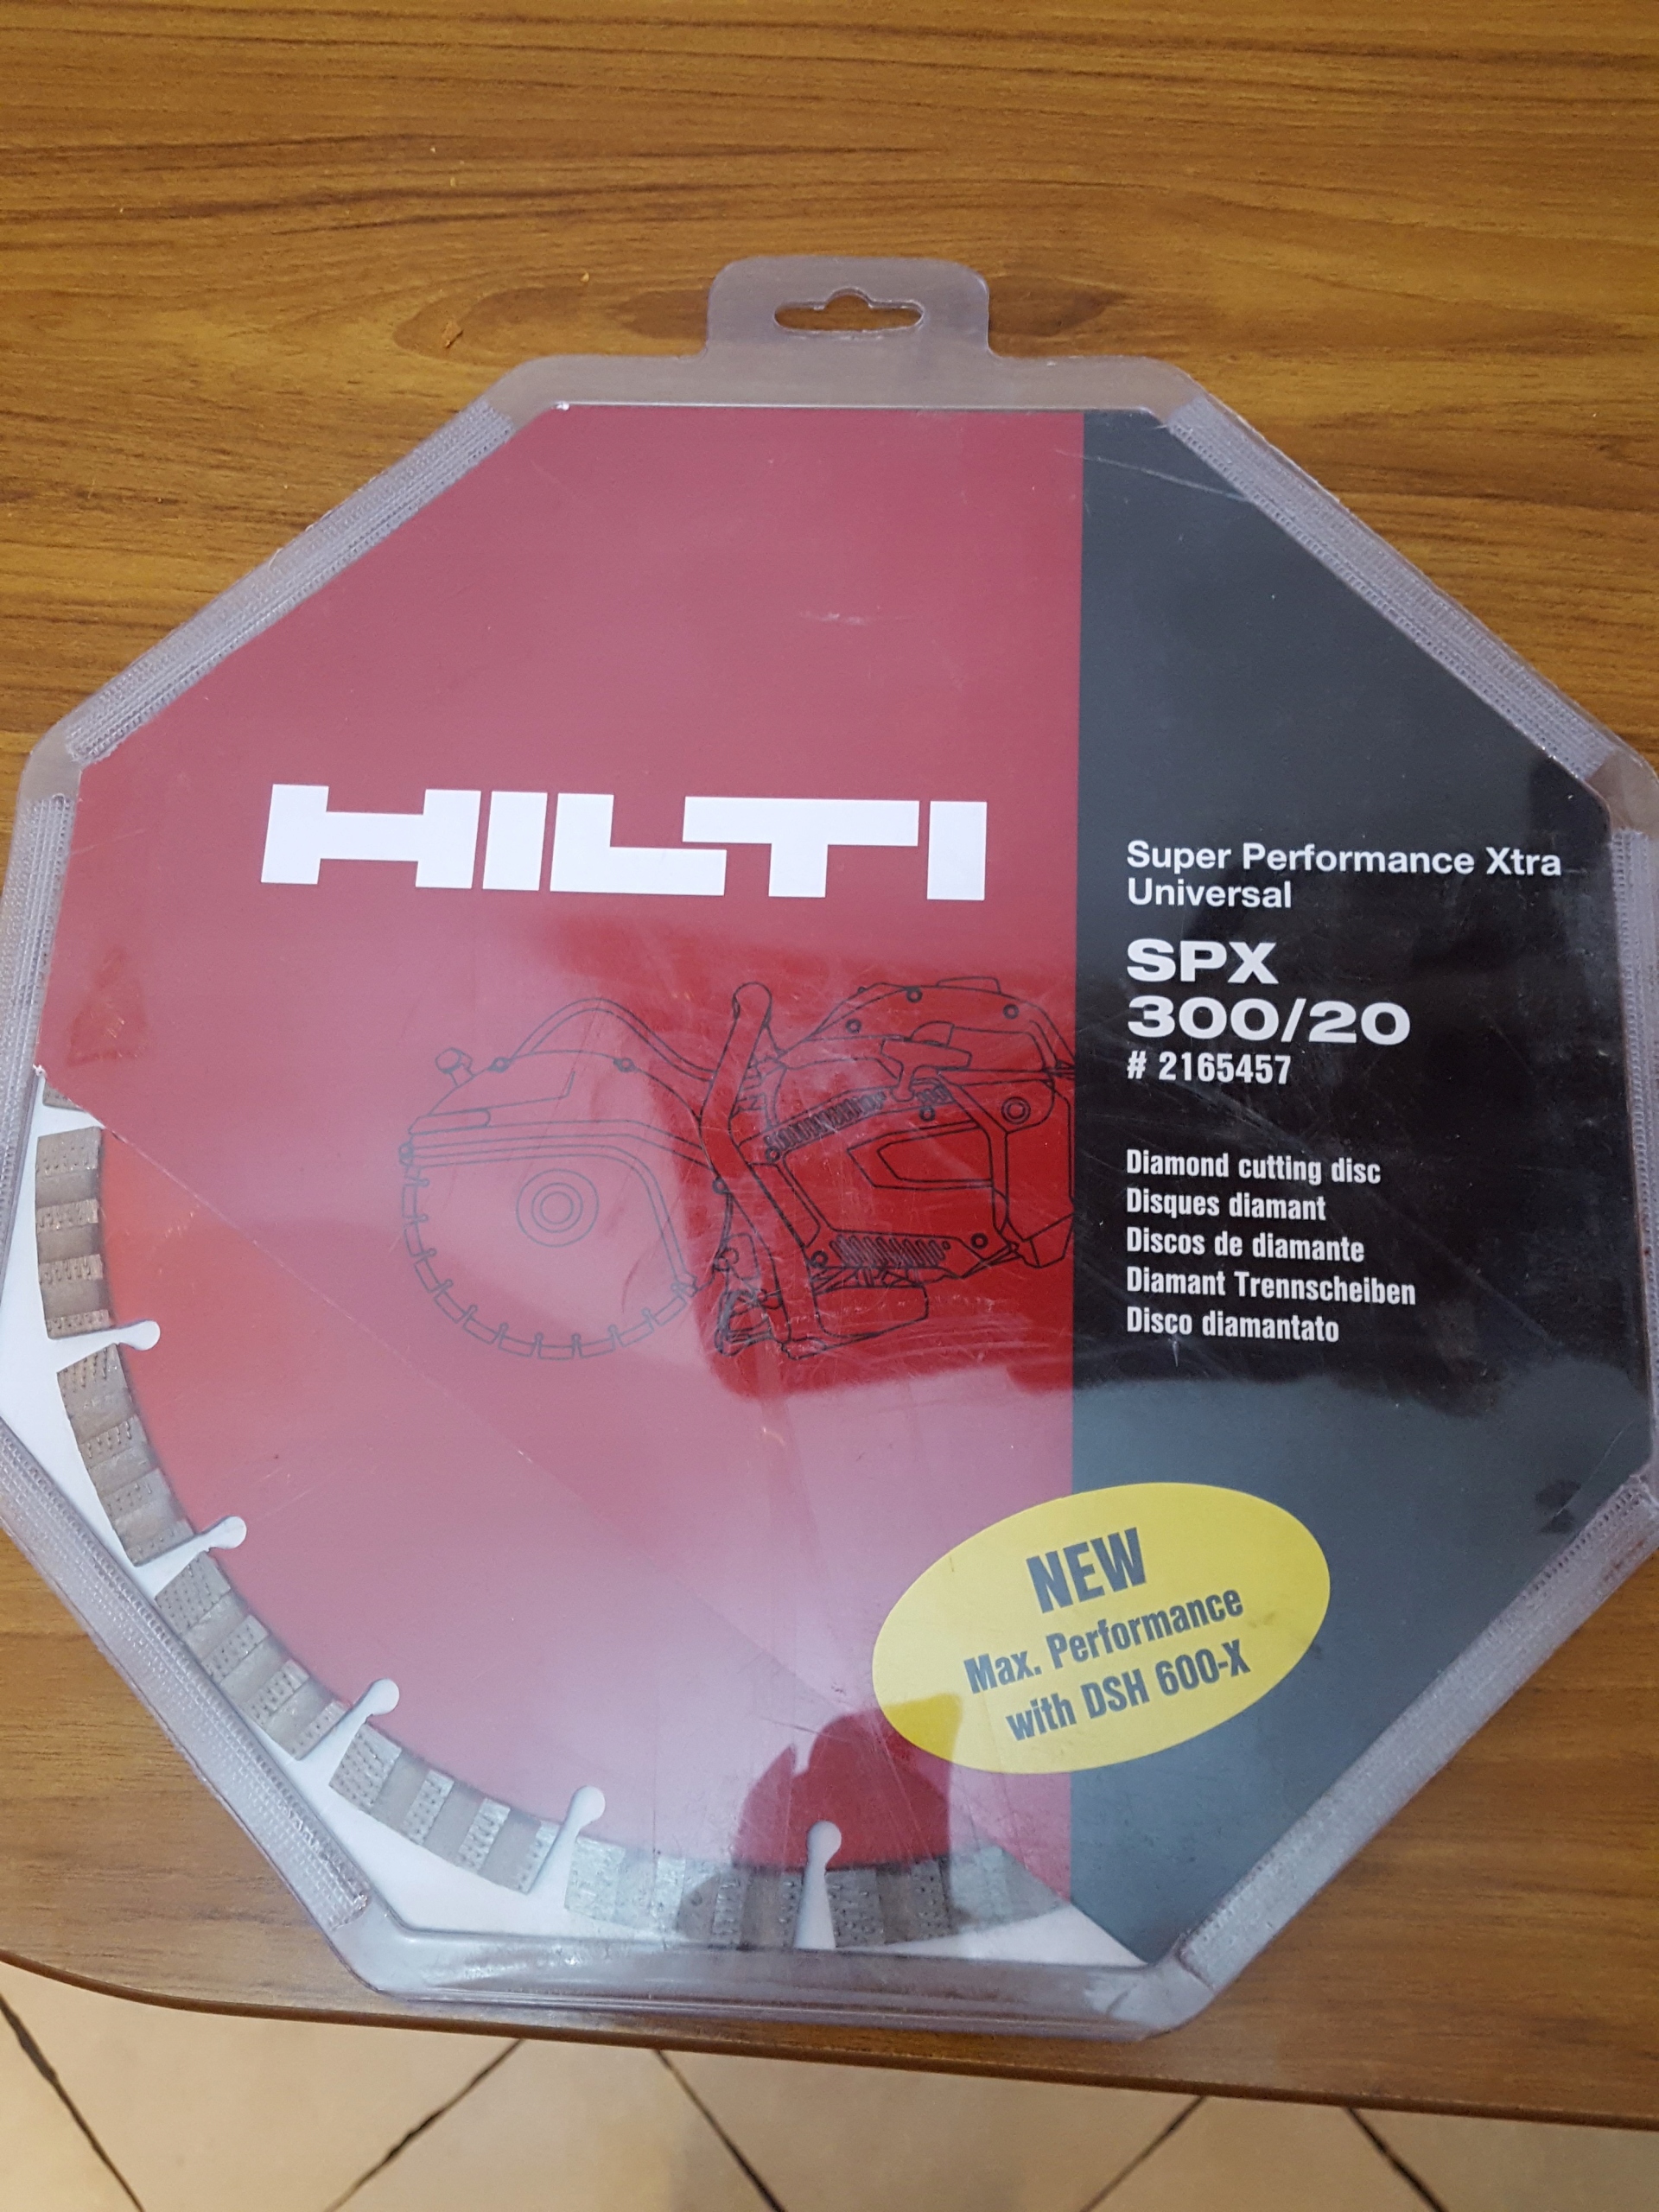 HILTI
Super Performance Xtra
Universal
SPX
300/20
# 2165457
Diamond cutting disc
Disques diamant
Discos de diamante
Diamant Trennscheiben
Disco diamantato
NEW
Max. Performance
with DSH 600-X